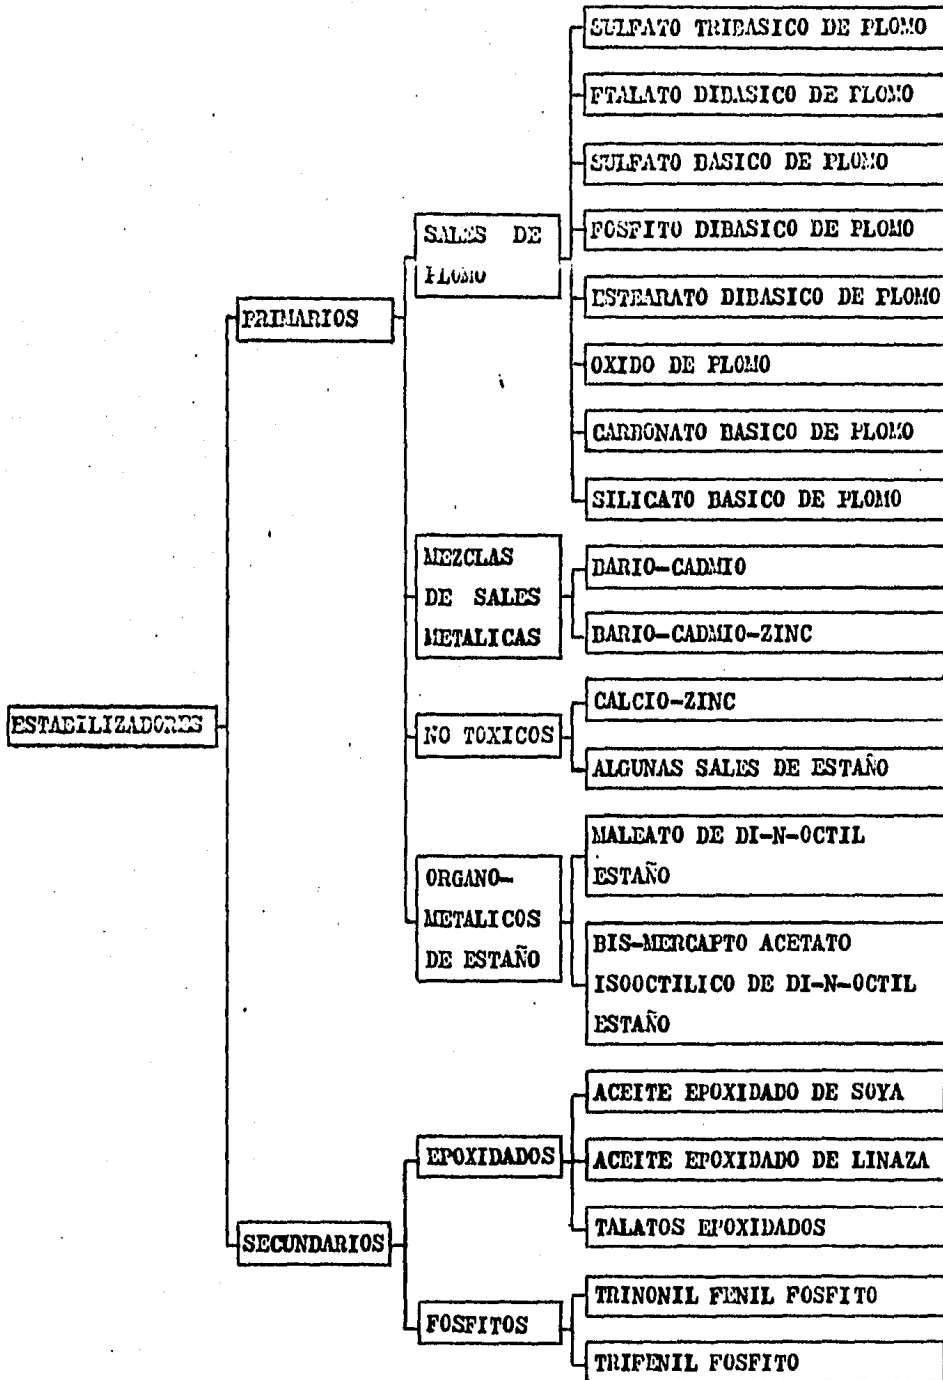 ESTABILIZADORES
PRIMARIOS
SALES DE
PLOMO
SULFATO TRIBASICO DE PLOMO
FTALATO DIBASICO DE PLOMO
SULFATO BASICO DE PLOMO
FOSFITO DIBASICO DE PLOMO
ESTEARATO DIBASICO DE PLOMO
OXIDO DE PLOMO
CARBONATO BASICO DE PLOMO
SILICATO BASICO DE PLOMO
MEZCLAS
DE SALES
METALICAS
BARIO-CADMIO
BARIO-CADMIO-ZINC
NO TOXICOS
CALCIO-ZINC
ALGUNAS SALES DE ESTAÑO
ORGANO-
METALICOS
DE ESTAÑO
MALEATO DE DI-N-OCTIL
ESTAÑO
BIS-MERCAPTO ACETATO
ISOOCTILICO DE DI-N-OCTIL
ESTAÑO
SECUNDARIOS
EPOXIDADOS
ACEITE EPOXIDADO DE SOYA
ACEITE EPOXIDADO DE LINAZA
TALATOS EPOXIDADOS
FOSFITOS
TRINONIL FENIL FOSFITO
TRIFENIL FOSFITO